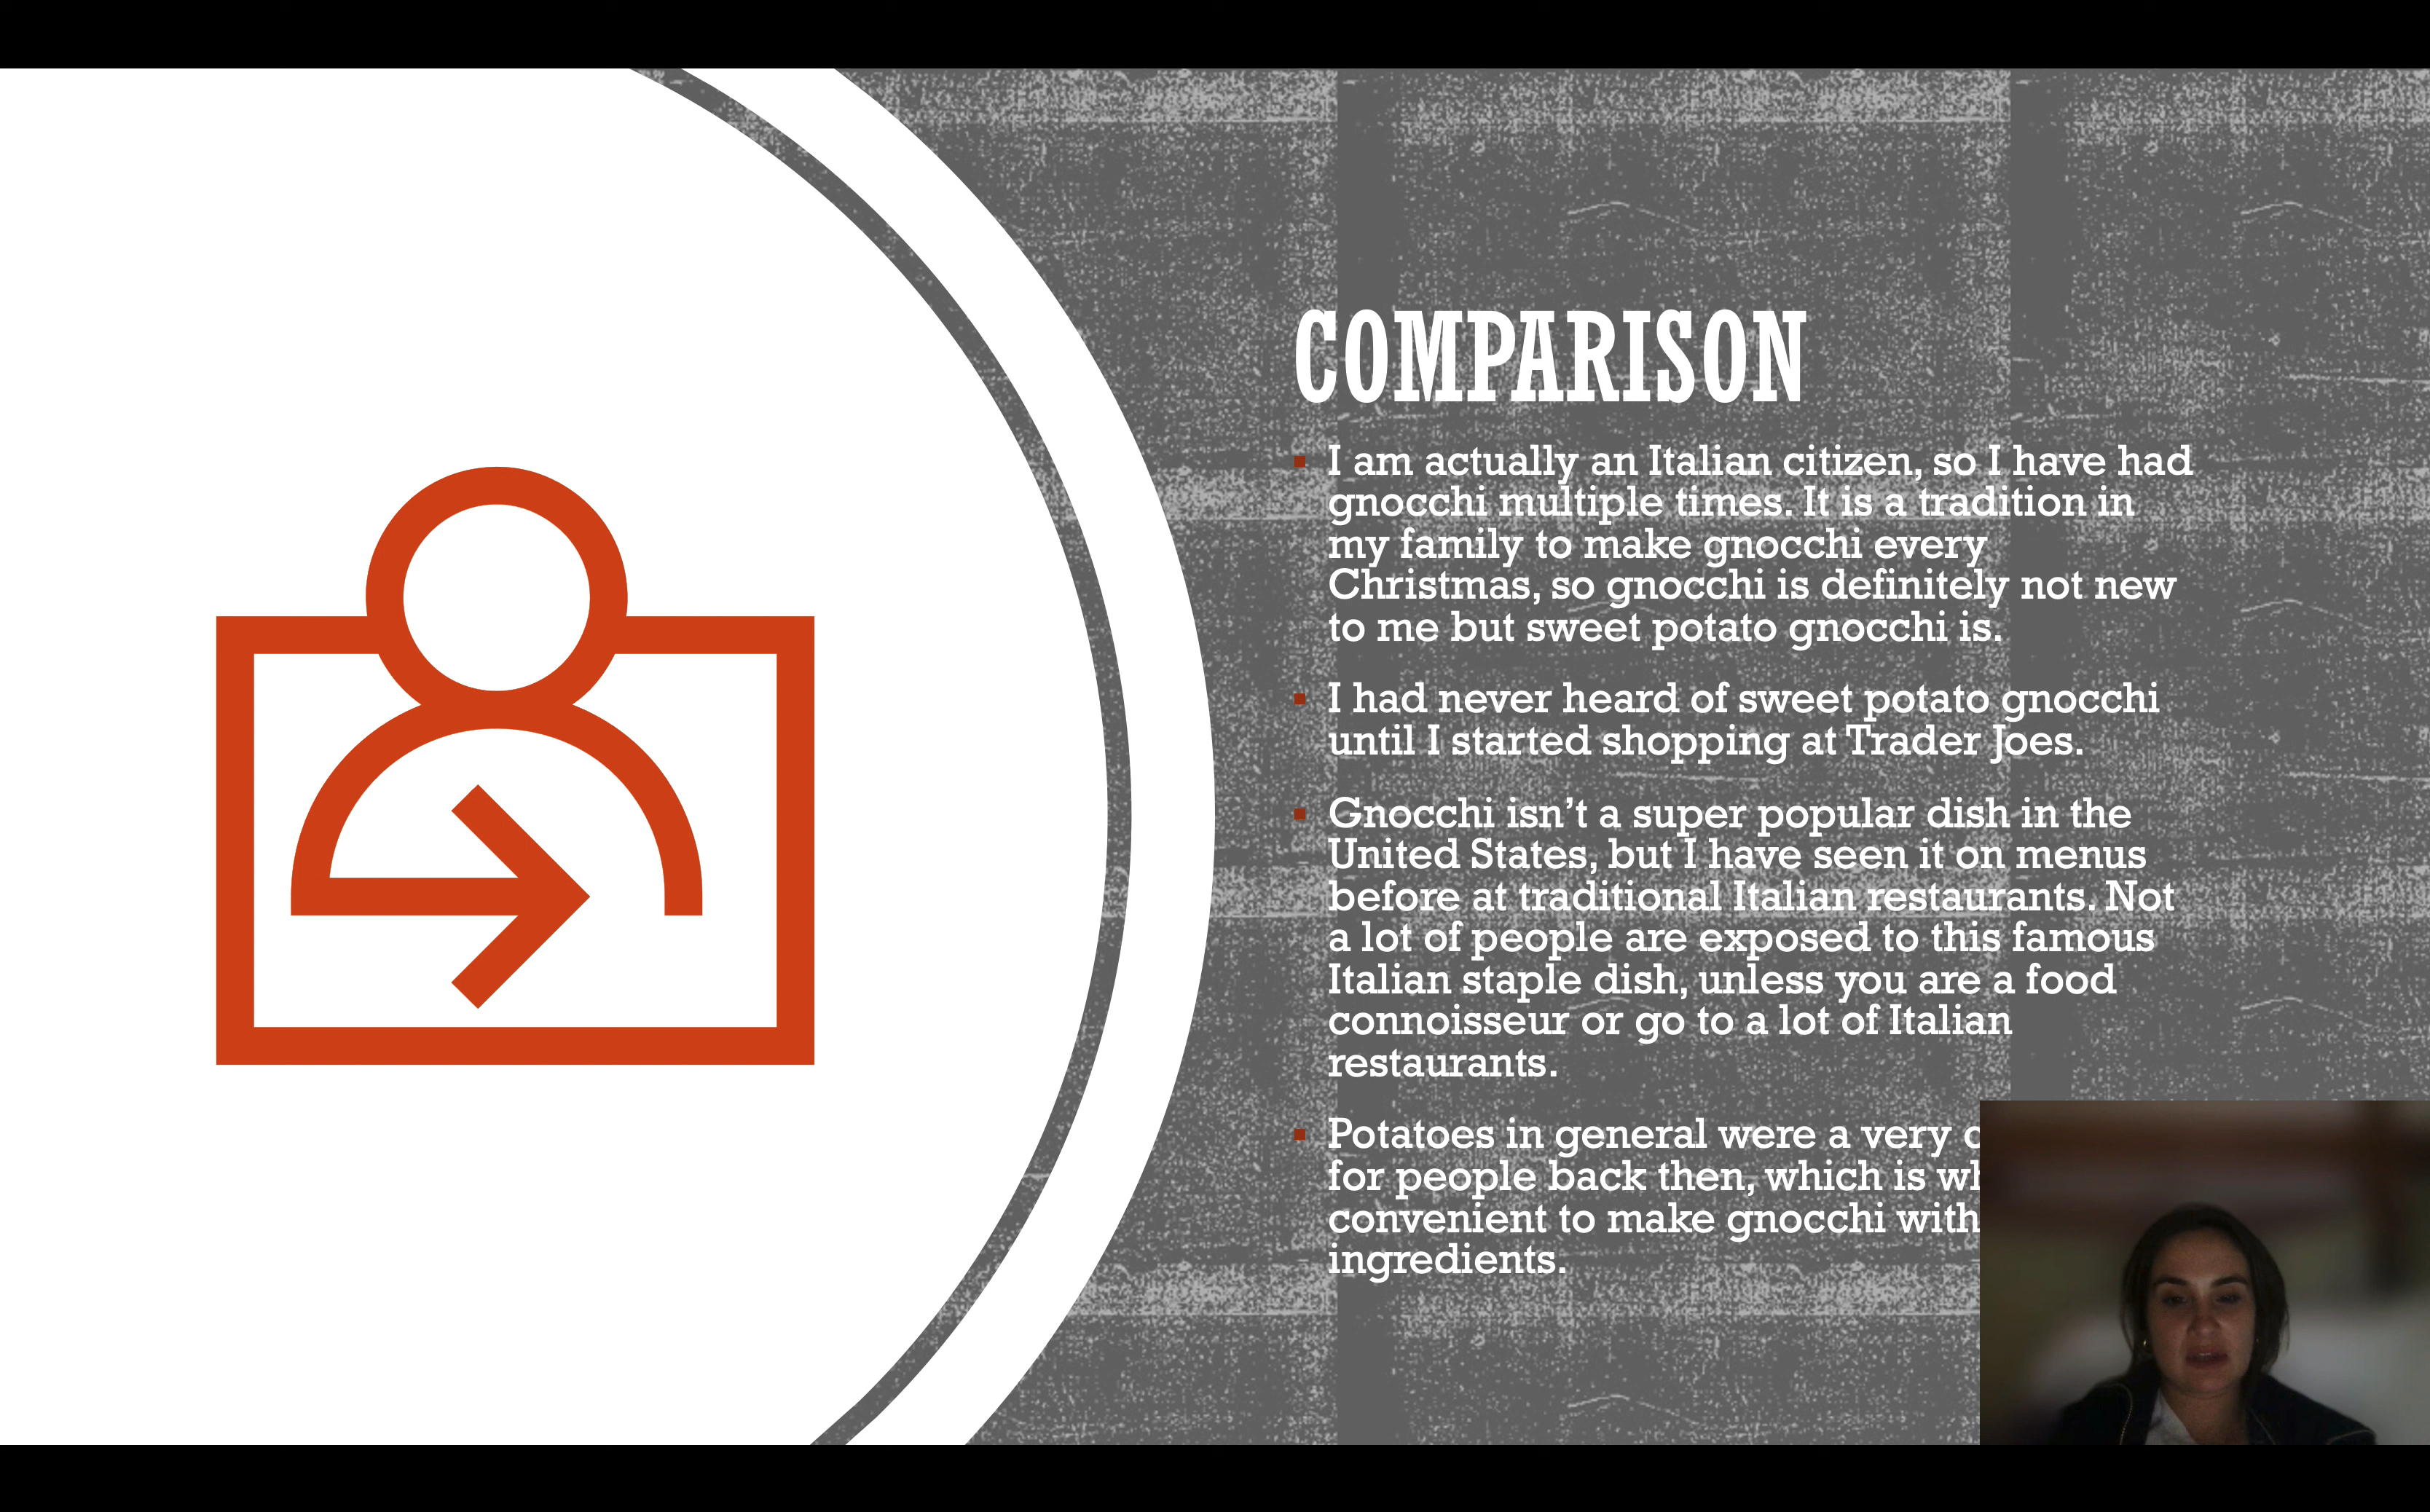 COMPARISON
I am actually an Italian citizen, so I have had
gnocchi multiple times. It is a tradition in
my family to make gnocchi every
Christmas, so gnocchi is definitely not new
to me but sweet potato gnocchi is.
I had never heard of sweet potato gnocchi
until I started shopping at Trader Joes.
Gnocchi isn’t a super popular dish in the
United States, but I have seen it on menus
before at traditional Italian restaurants. Not
a lot of people are exposed to this famous
Italian staple dish, unless you are a food
connoisseur or go to a lot of Italian
restaurants.
Potatoes in general were a very
for people back then, which is
convenient to make gnocchi with
ingredients.